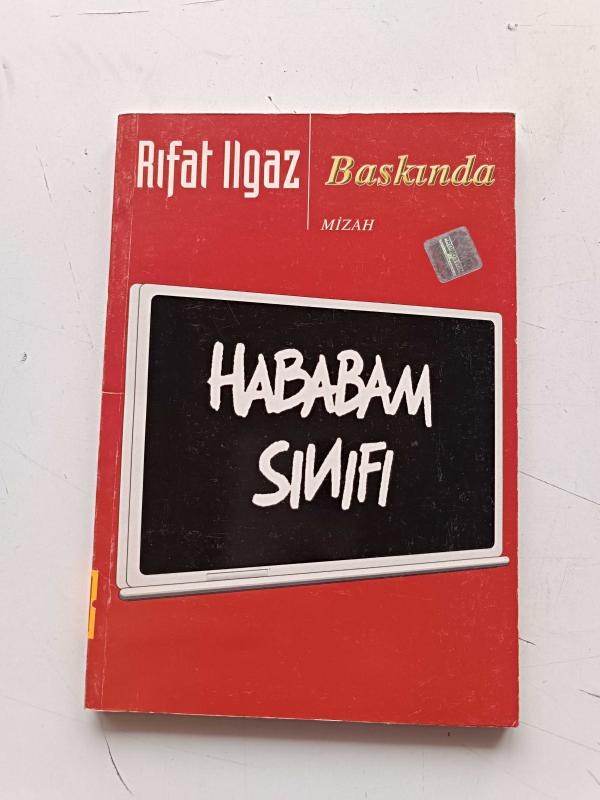 Rıfat Ilgaz
Baskında
MİZAH
HABABAM
SINIFI